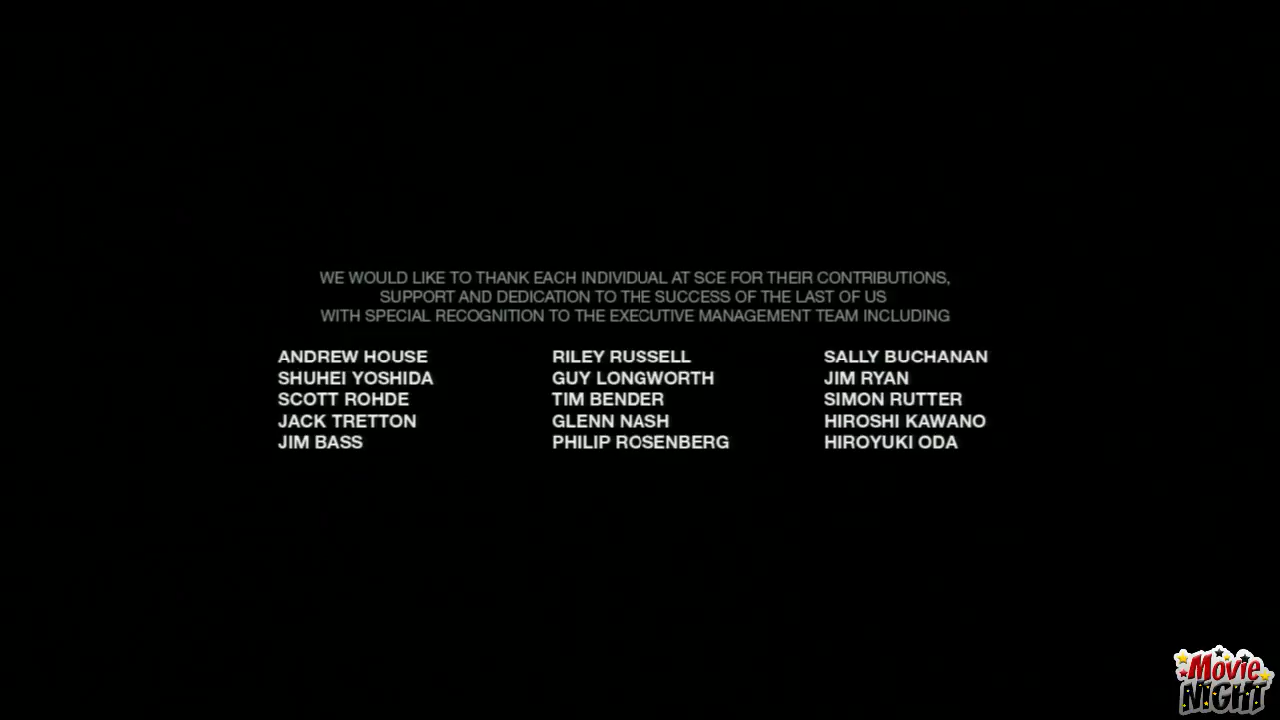 WE WOULD LIKE TO THANK EACH INDIVIDUAL AT SCE FOR THEIR CONTRIBUTIONS,
SUPPORT AND DEDICATION TO THE SUCCESS OF THE LAST OF US
WITH SPECIAL RECOGNITION TO THE EXECUTIVE MANAGEMENT TEAM INCLUDING
ANDREW HOUSE
SHUHEI YOSHIDA
SCOTT ROHDE
JACK TRETTON
JIM BASS
RILEY RUSSELL
GUY LONGWORTH
TIM BENDER
GLENN NASH
PHILIP ROSENBERG
SALLY BUCHANAN
JIM RYAN
SIMON RUTTER
HIROSHI KAWANO
HIROYUKI ODA
Movie
NIGHT